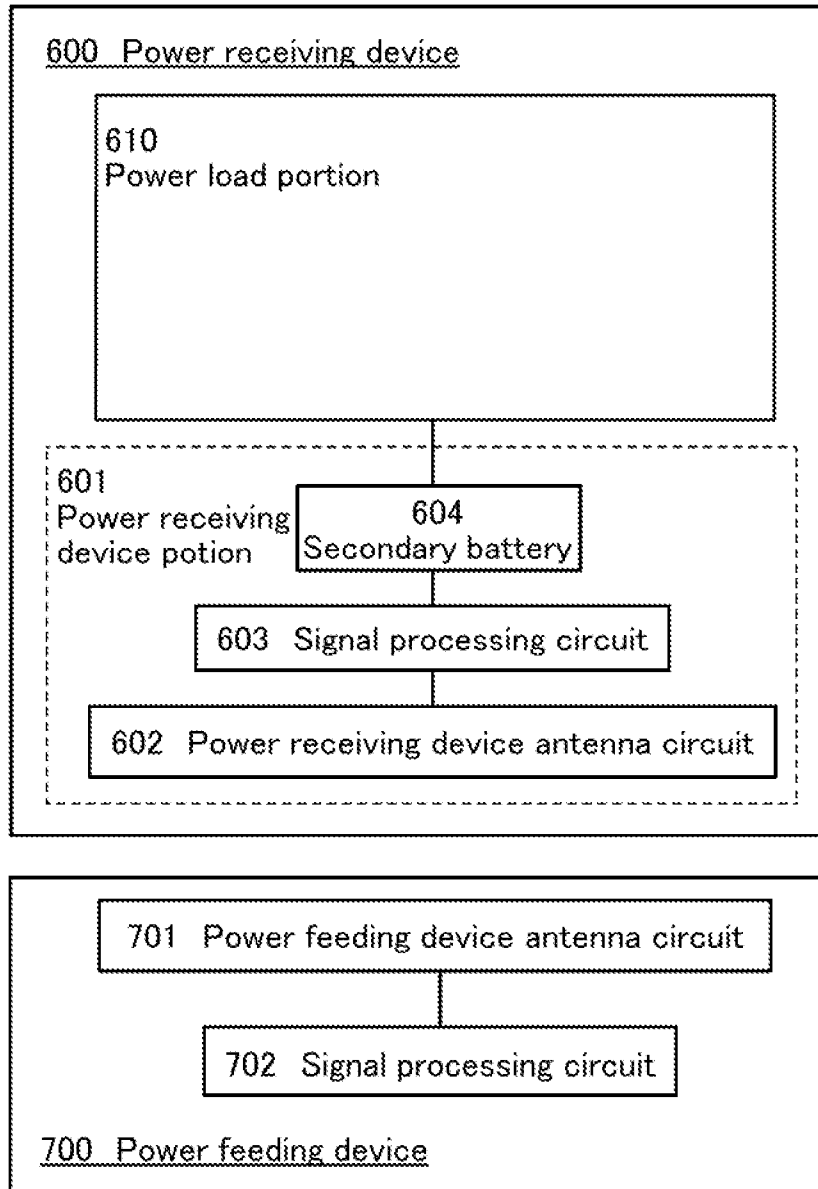 600 Power receiving device
610
Power load portion
601
Power receiving
device potion
604
Secondary battery
603 Signal processing circuit
602 Power receiving device antenna circuit
701 Power feeding device antenna circuit
702 Signal processing circuit
700 Power feeding device